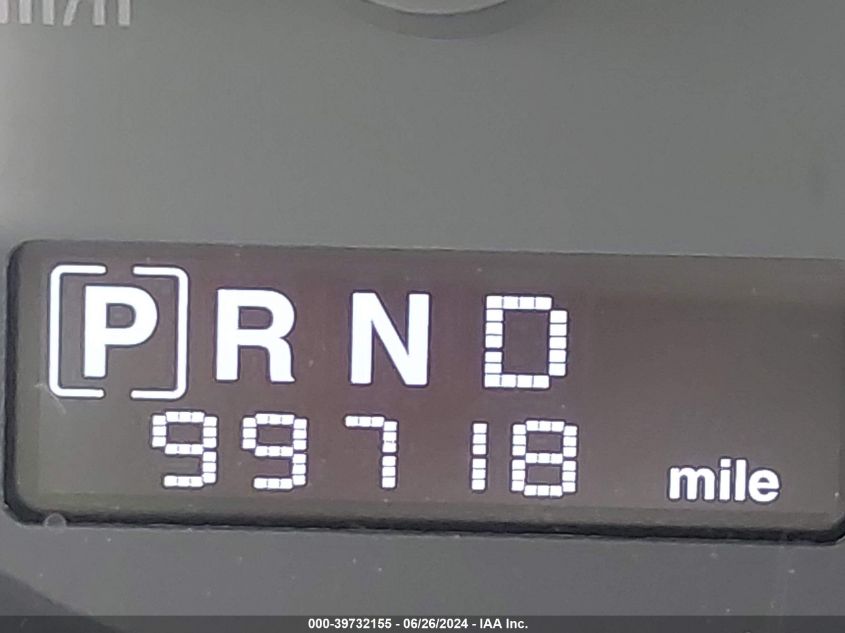 [P] R N D
99718 mile
000-39732155 - 06/26/2024 - IAA Inc.